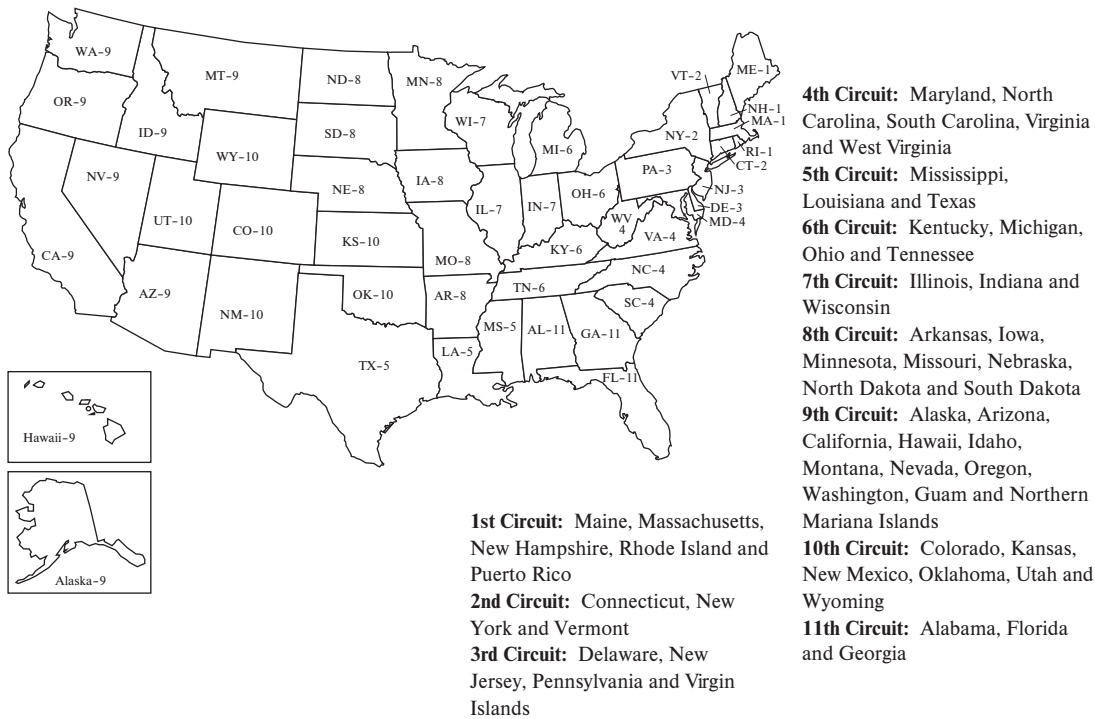 WA-9
MT-9
ND-8
MN-8
VT-2
ME-1
OR-9
ID-9
SD-8
WI-7
NH-1
MA-1
NY-2
MI-6
RI-1
CT-2
WY-10
PA-3
NV-9
NE-8
IA-8
NJ-3
OH-6
DE-3
UT-10
IL-7
IN-7
WV
4
MD-4
CO-10
VA-4
CA-9
KS-10
KY-6
MO-8
NC-4
AZ-9
OK-10
AR-8
TN-6
SC-4
NM-10
MS-5
AL-11
GA-11
LA-5
TX-5
FL-11
Hawaii-9
Alaska-9
1st Circuit: Maine, Massachusetts,
New Hampshire, Rhode Island and
Puerto Rico
2nd Circuit: Connecticut, New
York and Vermont
3rd Circuit: Delaware, New
Jersey, Pennsylvania and Virgin
Islands
4th Circuit: Maryland, North
Carolina, South Carolina, Virginia
and West Virginia
5th Circuit: Mississippi,
Louisiana and Texas
6th Circuit: Kentucky, Michigan,
Ohio and Tennessee
7th Circuit: Illinois, Indiana and
Wisconsin
8th Circuit: Arkansas, Iowa,
Minnesota, Missouri, Nebraska,
North Dakota and South Dakota
9th Circuit: Alaska, Arizona,
California, Hawaii, Idaho,
Montana, Nevada, Oregon,
Washington, Guam and Northern
Mariana Islands
10th Circuit: Colorado, Kansas,
New Mexico, Oklahoma, Utah and
Wyoming
11th Circuit: Alabama, Florida
and Georgia